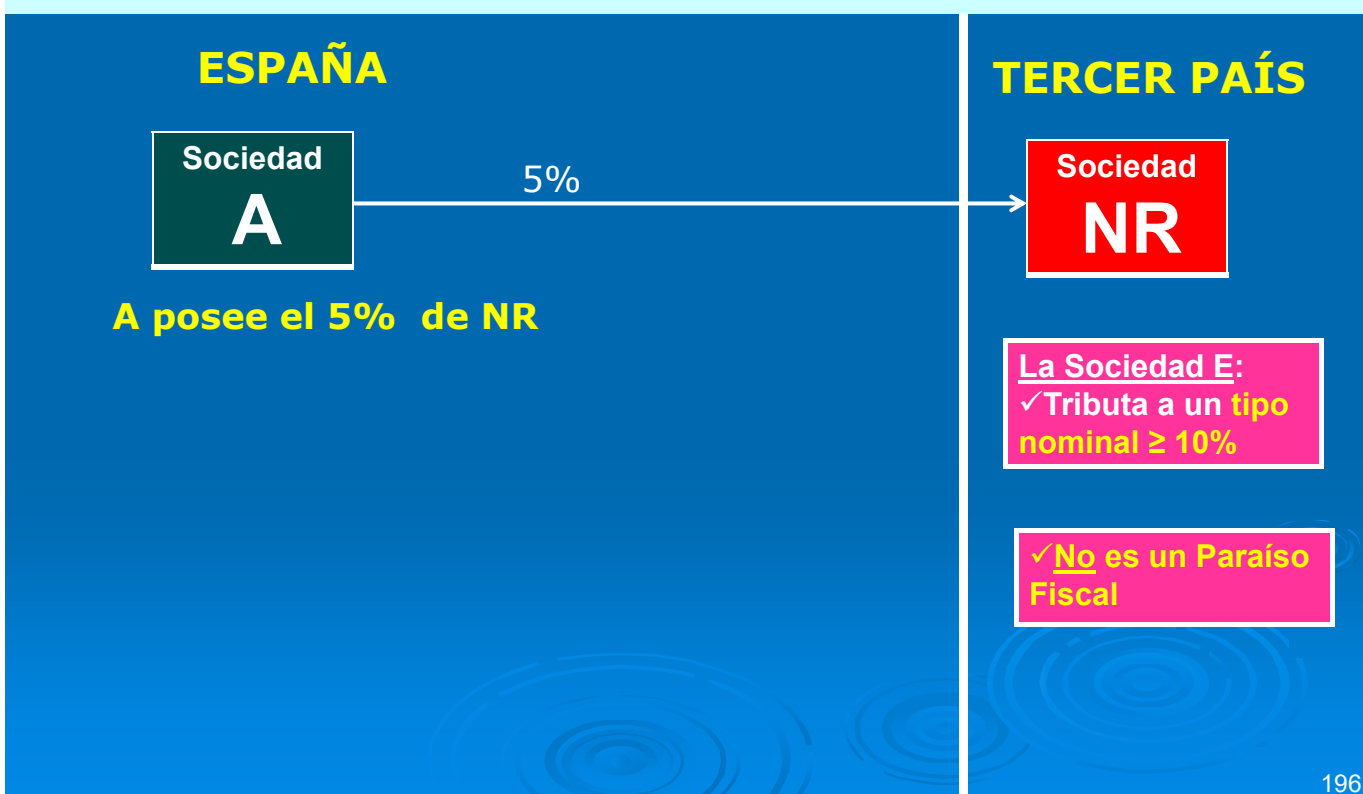 ESPAÑA
TERCER PAÍS
Sociedad
A
5%
Sociedad
NR
A posee el 5% de NR
La Sociedad E:
✓Tributa a un tipo
nominal ≥ 10%
✓No es un Paraíso
Fiscal
196